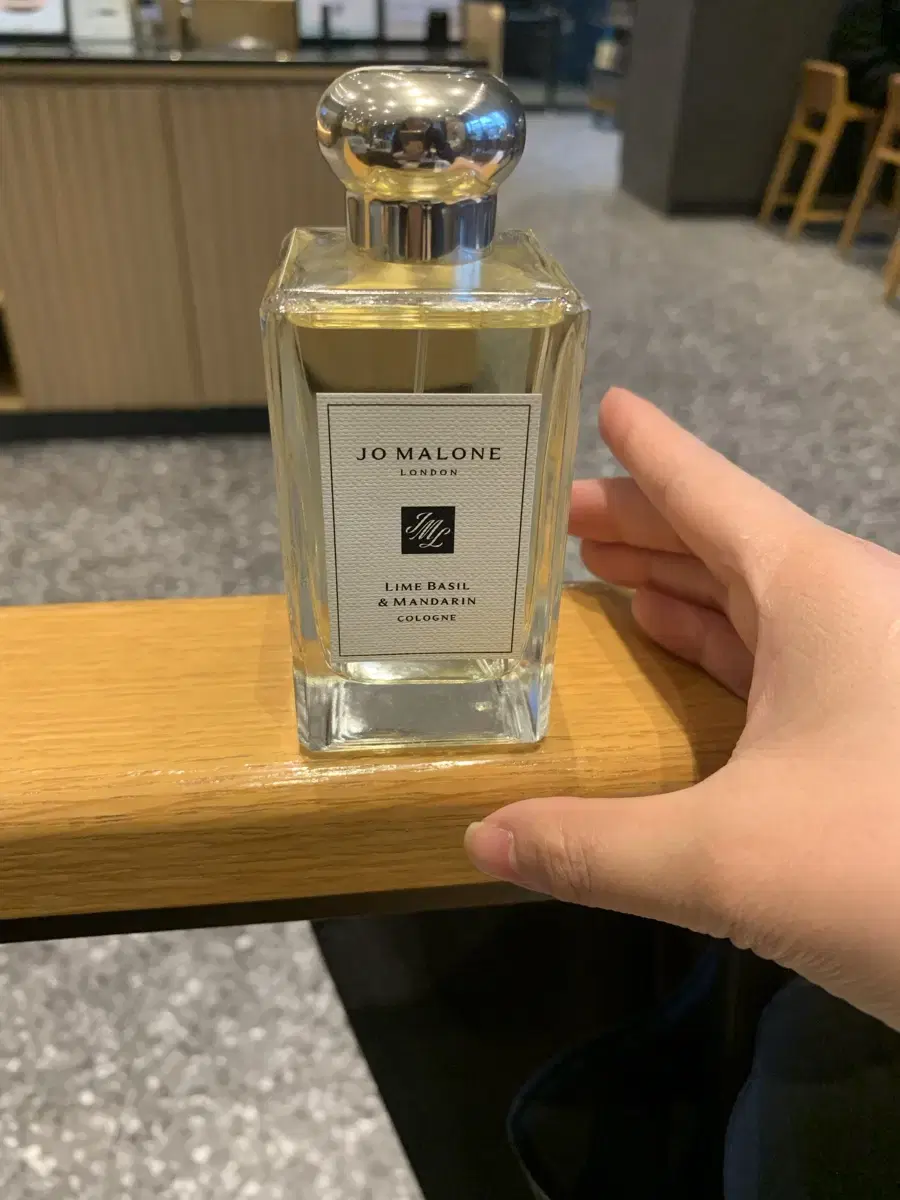 JO MALONE
LONDON
JML
LIME BASIL
& MANDARIN
COLOGNE